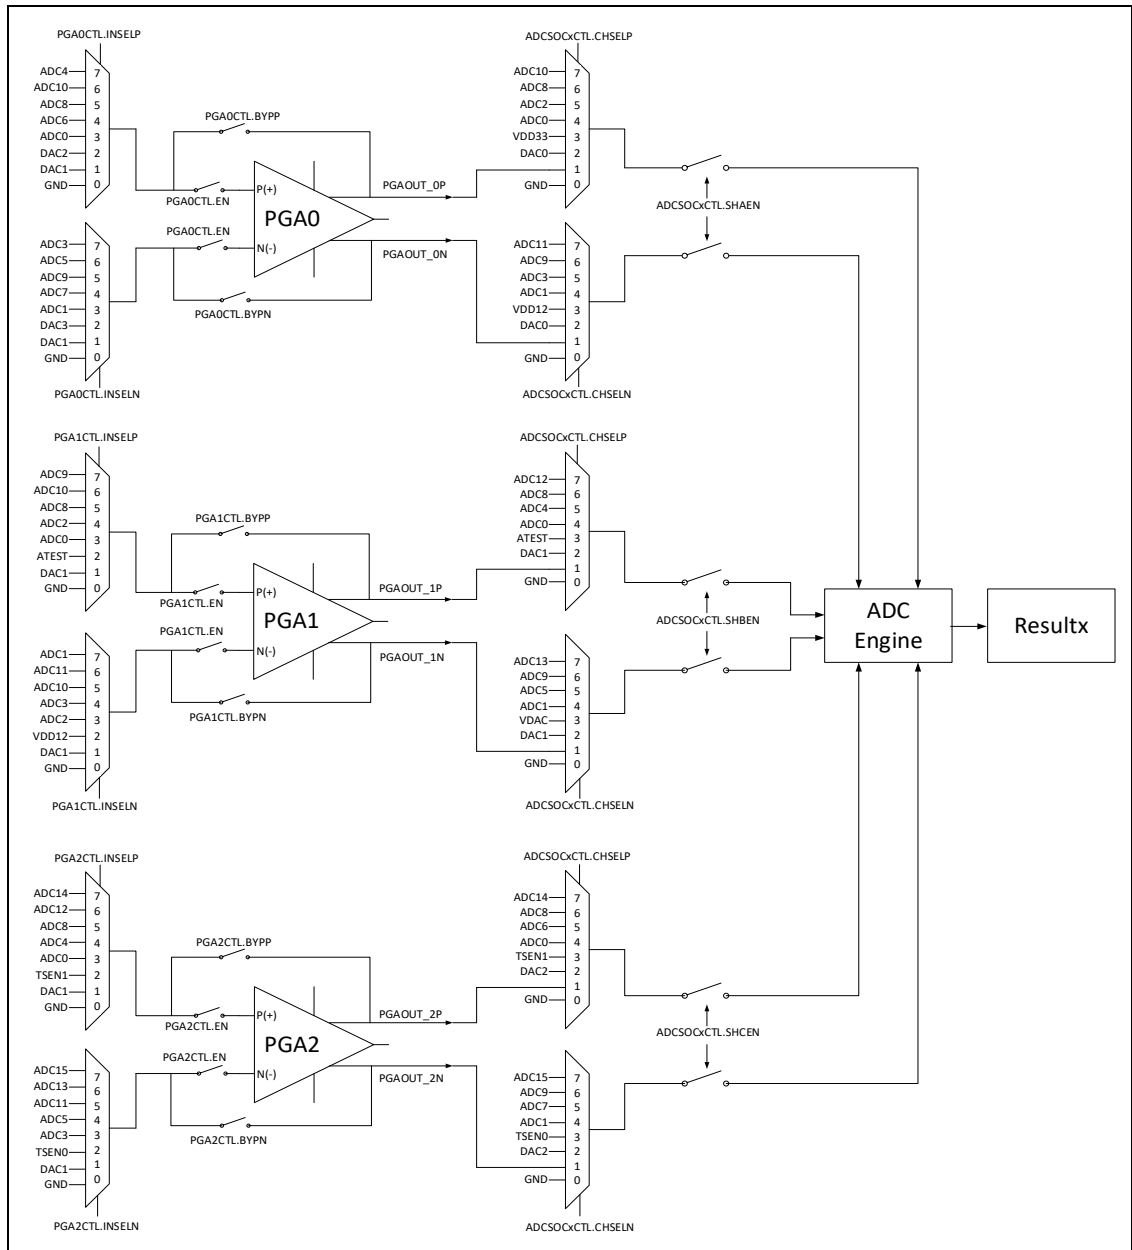 PGA0CTL.INSELP
ADC4 7
ADC10 6
ADC8 5
ADC6 4
ADC0 3
DAC2 2
DAC1 1
GND 0
PGA0CTL.BYPP
PGA0CTL.EN
P(+)
PGA0
N(-)
PGA0CTL.EN
PGA0CTL.BYPN
ADC3 7
ADC5 6
ADC9 5
ADC7 4
ADC1 3
DAC3 2
DAC1 1
GND 0
PGA0CTL.INSELN
PGAOUT_0P
PGAOUT_0N
ADCSOCxCTL.CHSELP
ADC10 7
ADC8 6
ADC2 5
ADC0 4
VDD33 3
DAC0 2
1
GND 0
ADC11 7
ADC9 6
ADC3 5
ADC1 4
VDD12 3
DAC0 2
1
GND 0
ADCSOCxCTL.CHSELN
ADCSOCxCTL.SHAEN
PGA1CTL.INSELP
ADC9 7
ADC10 6
ADC8 5
ADC2 4
ADC0 3
ATEST 2
DAC1 1
GND 0
PGA1CTL.BYPP
PGA1CTL.EN
P(+)
PGA1
N(-)
PGA1CTL.EN
PGA1CTL.BYPN
ADC1 7
ADC11 6
ADC10 5
ADC3 4
ADC2 3
VDD12 2
DAC1 1
GND 0
PGA1CTL.INSELN
PGAOUT_1P
PGAOUT_1N
ADCSOCxCTL.CHSELP
ADC12 7
ADC8 6
ADC4 5
ADC0 4
ATEST 3
DAC1 2
1
GND 0
ADC13 7
ADC9 6
ADC5 5
ADC1 4
VDAC 3
DAC1 2
1
GND 0
ADCSOCxCTL.CHSELN
ADCSOCxCTL.SHBEN
ADC
Engine
Resultx
PGA2CTL.INSELP
ADC14 7
ADC12 6
ADC8 5
ADC4 4
ADC0 3
TSEN1 2
DAC1 1
GND 0
PGA2CTL.BYPP
PGA2CTL.EN
P(+)
PGA2
N(-)
PGA2CTL.EN
PGA2CTL.BYPN
ADC15 7
ADC13 6
ADC11 5
ADC5 4
ADC3 3
TSEN0 2
DAC1 1
GND 0
PGA2CTL.INSELN
PGAOUT_2P
PGAOUT_2N
ADCSOCxCTL.CHSELP
ADC14 7
ADC8 6
ADC6 5
ADC0 4
TSEN1 3
DAC2 2
1
GND 0
ADC15 7
ADC9 6
ADC7 5
ADC1 4
TSEN0 3
DAC2 2
1
GND 0
ADCSOCxCTL.CHSELN
ADCSOCxCTL.SHCEN